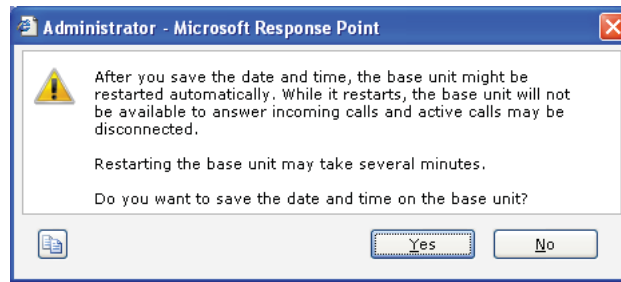 Administrator - Microsoft Response Point
After you save the date and time, the base unit might be
restarted automatically. While it restarts, the base unit will not
be available to answer incoming calls and active calls may be
disconnected.
Restarting the base unit may take several minutes.
Do you want to save the date and time on the base unit?
Yes
No